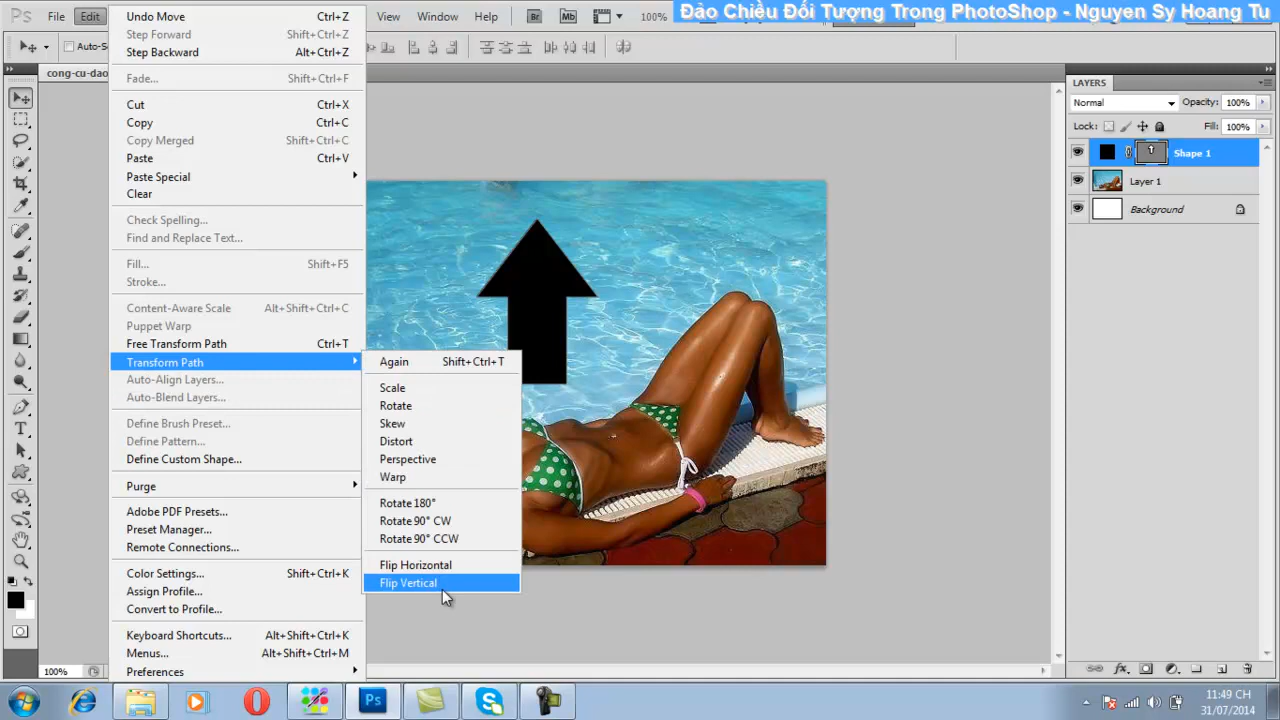 File Edit View Window Help Br Mb 100%
Đảo Chiều Đối Tượng Trong PhotoShop - Nguyen Sy Hoang Tu
Auto-S
cong-cu-dao
Undo Move Ctrl+Z
Step Forward Shift+Ctrl+Z
Step Backward Alt+Ctrl+Z
Fade... Shift+Ctrl+F
Cut Ctrl+X
Copy Ctrl+C
Copy Merged Shift+Ctrl+C
Paste Ctrl+V
Paste Special
Clear
Check Spelling...
Find and Replace Text...
Fill... Shift+F5
Stroke...
Content-Aware Scale Alt+Shift+Ctrl+C
Puppet Warp
Free Transform Path Ctrl+T
Transform Path
Auto-Align Layers...
Auto-Blend Layers...
Define Brush Preset...
Define Pattern...
Define Custom Shape...
Purge
Adobe PDF Presets...
Preset Manager...
Remote Connections...
Color Settings... Shift+Ctrl+K
Assign Profile...
Convert to Profile...
Keyboard Shortcuts... Alt+Shift+Ctrl+K
Menus... Alt+Shift+Ctrl+M
Preferences
Again Shift+Ctrl+T
Scale
Rotate
Skew
Distort
Perspective
Warp
Rotate 180°
Rotate 90° CW
Rotate 90° CCW
Flip Horizontal
Flip Vertical
LAYERS
Normal Opacity: 100%
Lock: Fill: 100%
Shape 1
Layer 1
Background
100%
Ps
11:49 CH
31/07/2014